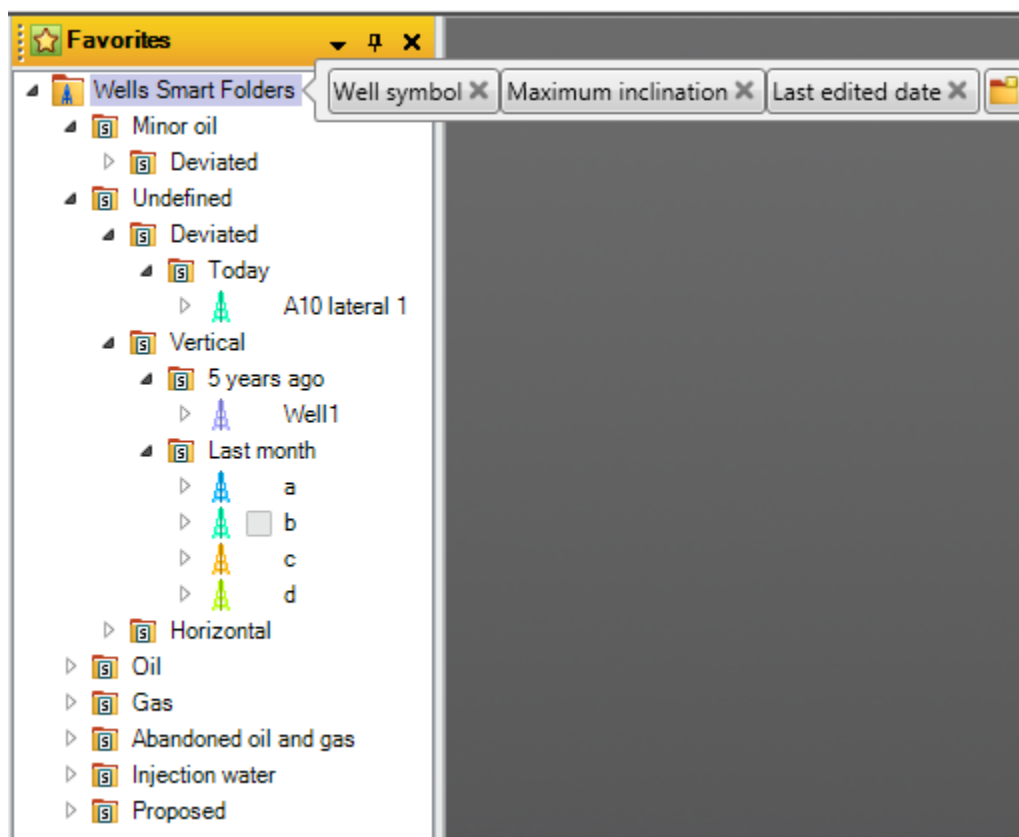 Favorites
Wells Smart Folders
Well symbol Maximum inclination Last edited date
Minor oil
Deviated
Undefined
Deviated
Today
A10 lateral 1
Vertical
5 years ago
Well1
Last month
a
b
c
d
Horizontal
Oil
Gas
Abandoned oil and gas
Injection water
Proposed